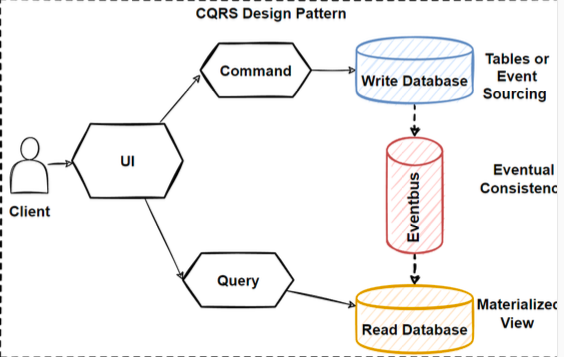 CQRS Design Pattern
Command
Write Database
Tables or
Event
Sourcing
UI
Client
Eventbus
Eventual
Consistenc
Query
Read Database
Materialized
View